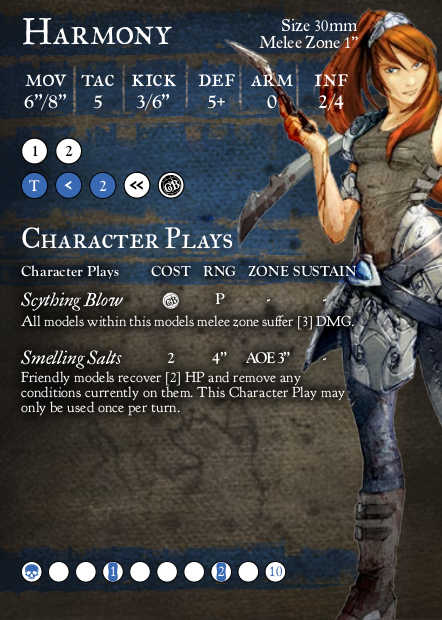 Harmony
Size 30mm
Melee Zone 1"
MOV TAC KICK DEF ARM INF
6"/8" 5 3/6" 5+ 0 2/4
1 2
T < 2 << GB
Character Plays
Character Plays COST RNG ZONE SUSTAIN
Scything Blow GB P - -
All models within this models melee zone suffer [3] DMG.
Smelling Salts 2 4" AOE 3" -
Friendly models recover [2] HP and remove any
conditions currently on them. This Character Play may
only be used once per turn.
1 2 10